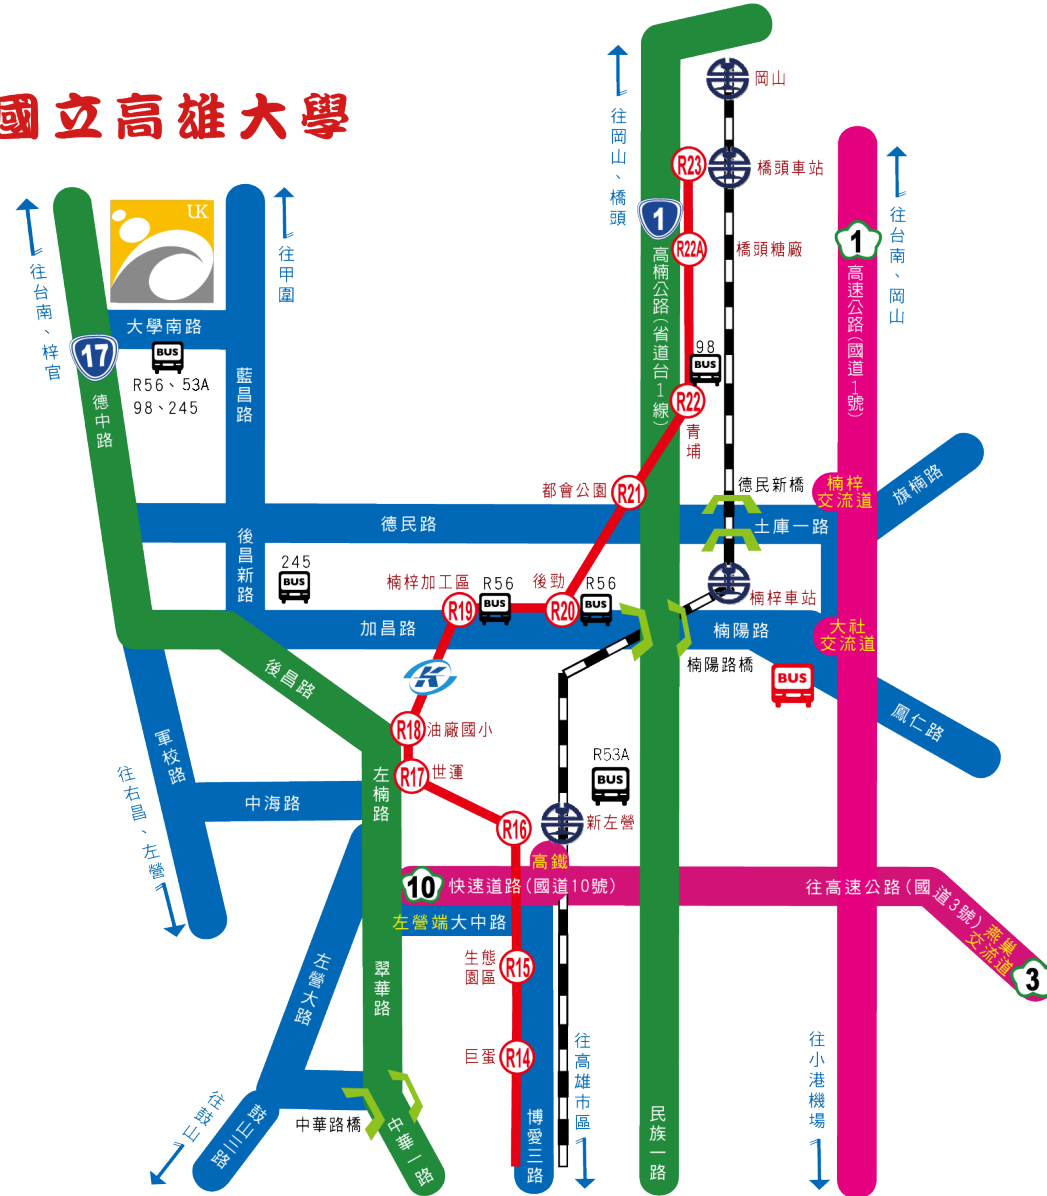 國立高雄大學
UK
往台南、梓官
往甲圍
17
大學南路
BUS
R56、53A
98、245
德中路
藍昌路
後昌新路
245
BUS
德民路
加昌路
後昌路
軍校路
往右昌、左營
中海路
左楠路
左營大路
翠華路
往鼓山
鼓山三路
中華路橋
中華一路
往岡山、橋頭
1
高楠公路(省道台1線)
岡山
R23
橋頭車站
R22A
橋頭糖廠
98
BUS
R22
青埔
都會公園
R21
德民新橋
土庫一路
楠梓加工區
R19
R56
BUS
後勁
R20
R56
BUS
楠梓車站
楠陽路
楠陽路橋
BUS
K
R18
油廠國小
R17
世運
R16
R53A
BUS
新左營
高鐵
10
快速道路(國道10號)
往高速公路(國道3號)
燕巢
交流道
3
左營端大中路
生態
園區
R15
巨蛋
R14
博愛三路
往高雄市區
民族一路
往小港機場
1
高速公路(國道1號)
往台南、岡山
楠梓
交流道
旗楠路
大社
交流道
鳳仁路